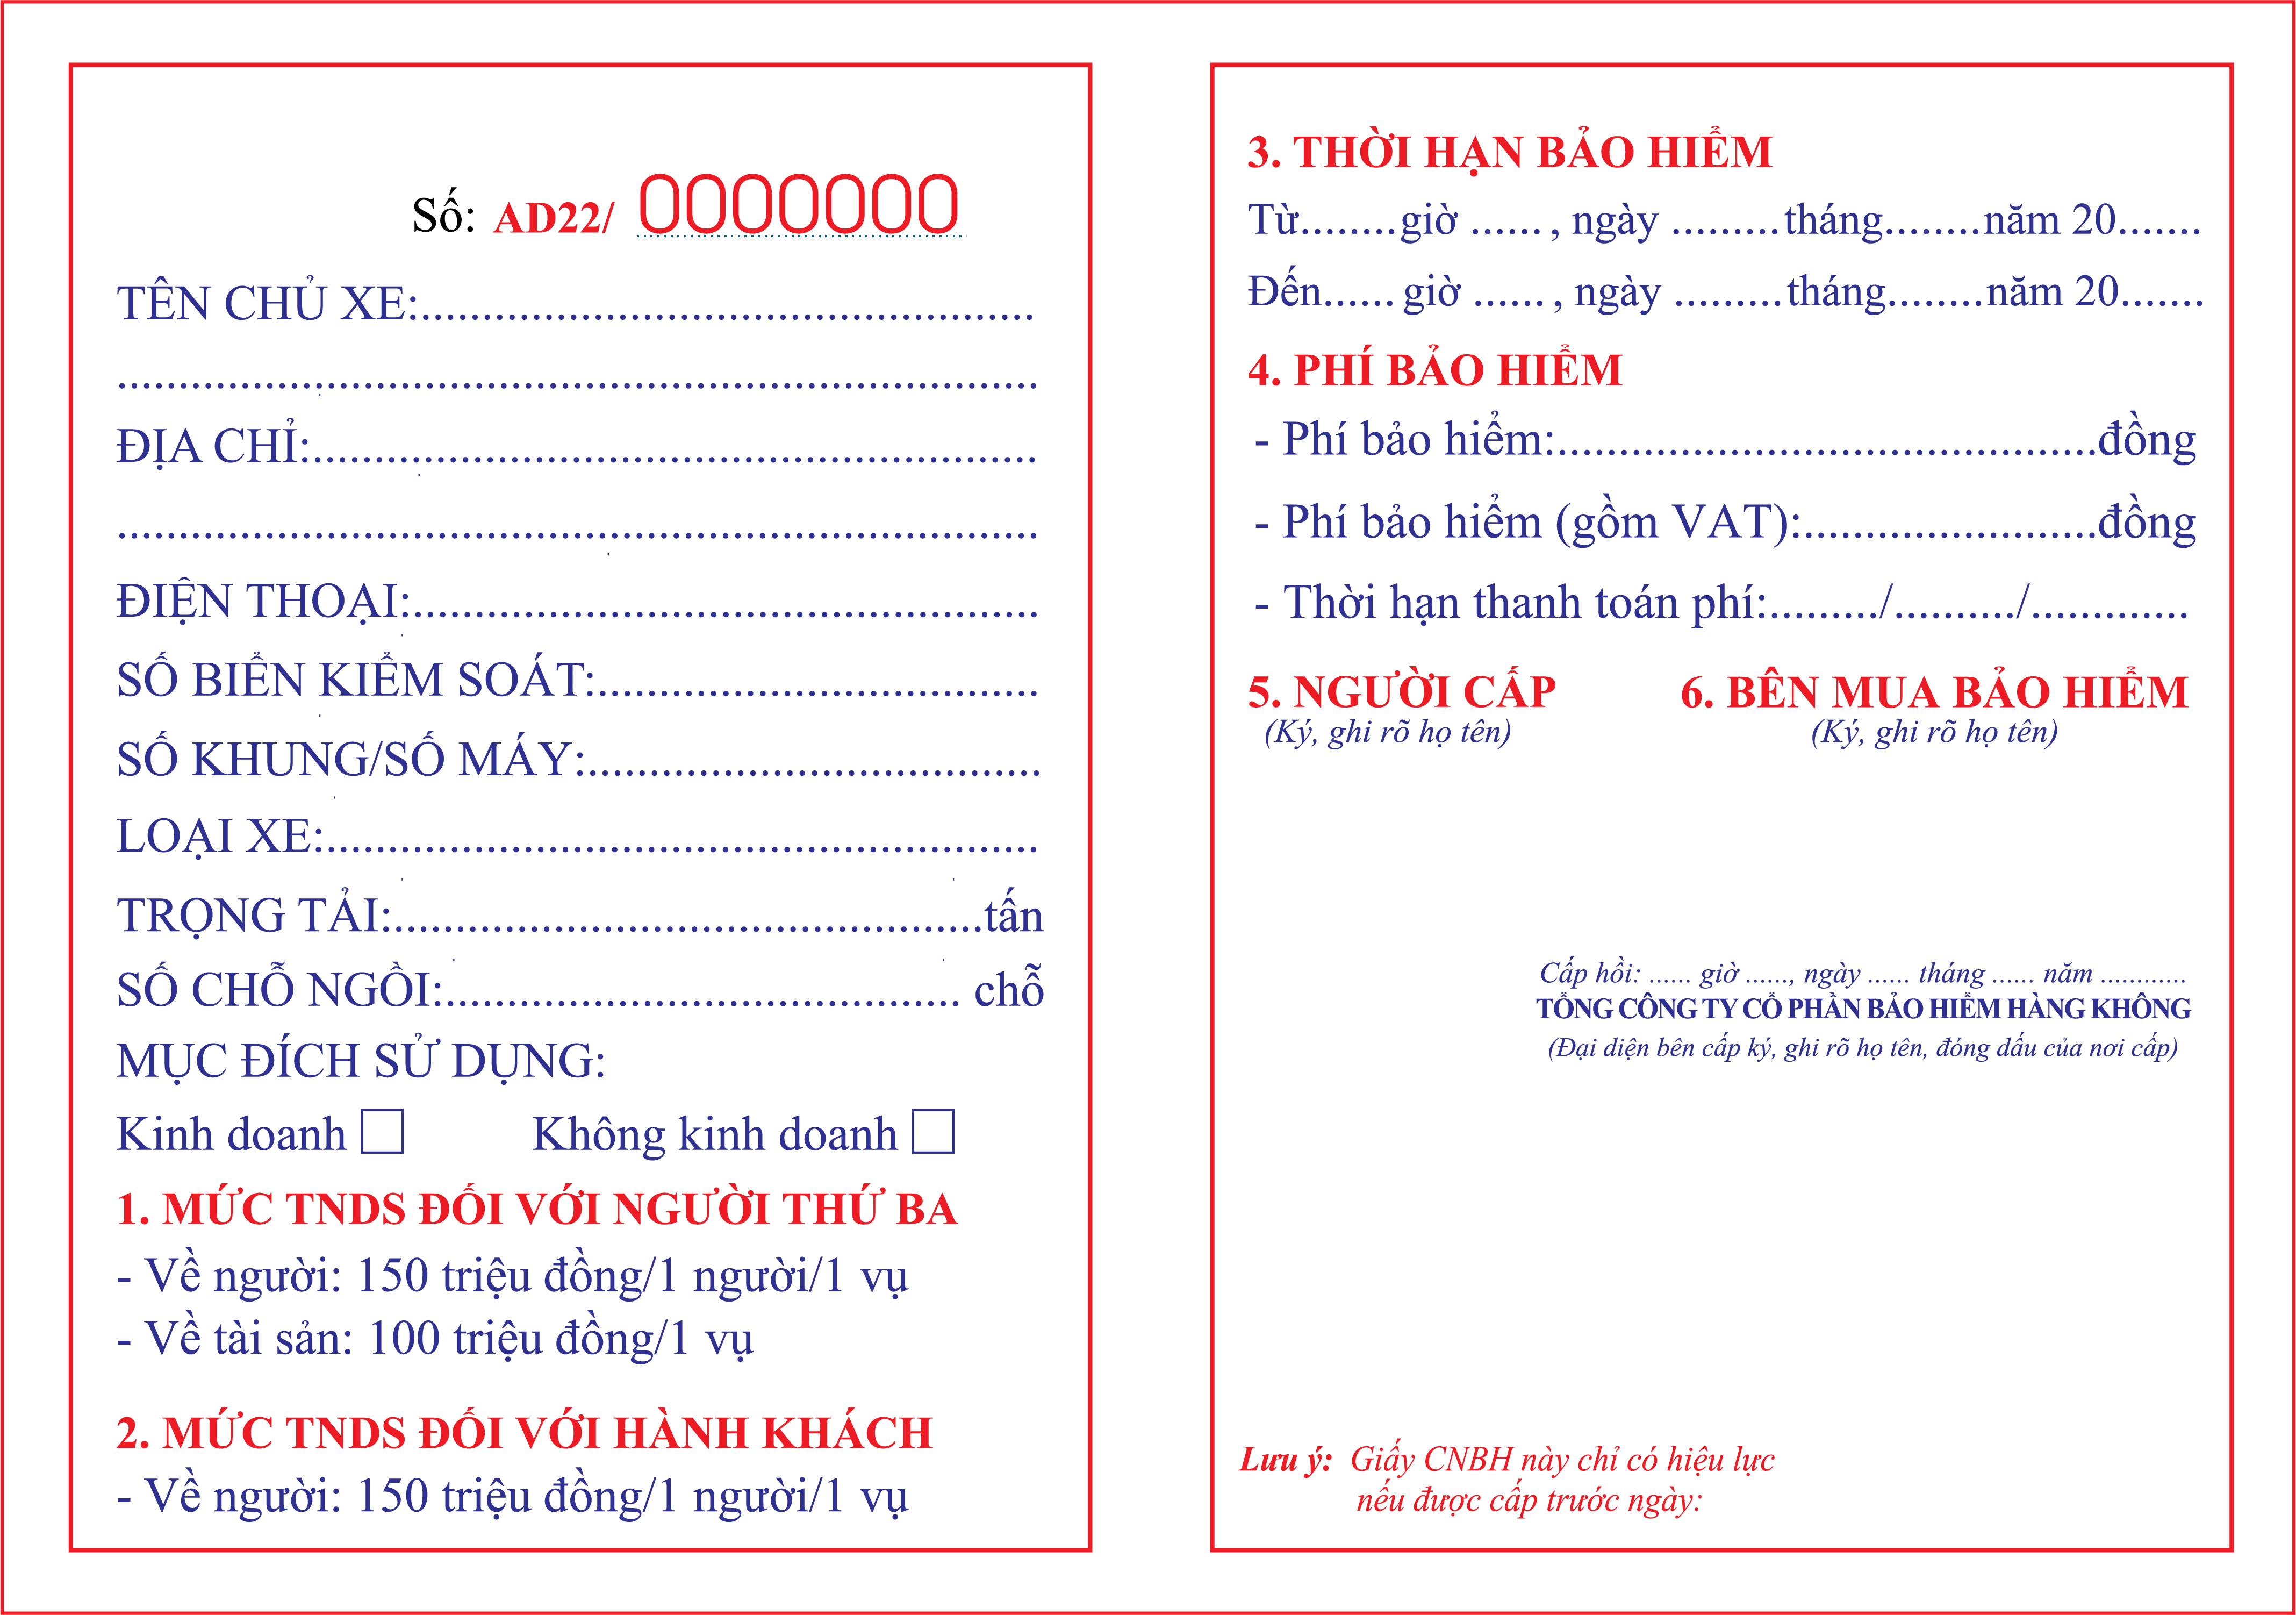 Số: AD22/ 0000000
TÊN CHỦ XE:..................................................
...........................................................................
ĐỊA CHỈ:...........................................................
...........................................................................
ĐIỆN THOẠI:...................................................
SỐ BIỂN KIỂM SOÁT:....................................
SỐ KHUNG/SỐ MÁY:.....................................
LOẠI XE:..........................................................
TRỌNG TẢI:................................................tấn
SỐ CHỖ NGỒI:.......................................... chỗ
MỤC ĐÍCH SỬ DỤNG:
Kinh doanh □ Không kinh doanh □
1. MỨC TNDS ĐỐI VỚI NGƯỜI THỨ BA
- Về người: 150 triệu đồng/1 người/1 vụ
- Về tài sản: 100 triệu đồng/1 vụ
2. MỨC TNDS ĐỐI VỚI HÀNH KHÁCH
- Về người: 150 triệu đồng/1 người/1 vụ
3. THỜI HẠN BẢO HIỂM
Từ........giờ ......, ngày .........tháng........năm 20.......
Đến...... giờ ......, ngày .........tháng........năm 20.......
4. PHÍ BẢO HIỂM
- Phí bảo hiểm:............................................đồng
- Phí bảo hiểm (gồm VAT):........................đồng
- Thời hạn thanh toán phí:........./........../.............
5. NGƯỜI CẤP 6. BÊN MUA BẢO HIỂM
(Ký, ghi rõ họ tên) (Ký, ghi rõ họ tên)
Cấp hồi: ...... giờ ......, ngày ...... tháng ...... năm ............
TỔNG CÔNG TY CỔ PHẦN BẢO HIỂM HÀNG KHÔNG
(Đại diện bên cấp ký, ghi rõ họ tên, đóng dấu của nơi cấp)
Lưu ý: Giấy CNBH này chỉ có hiệu lực
nếu được cấp trước ngày: